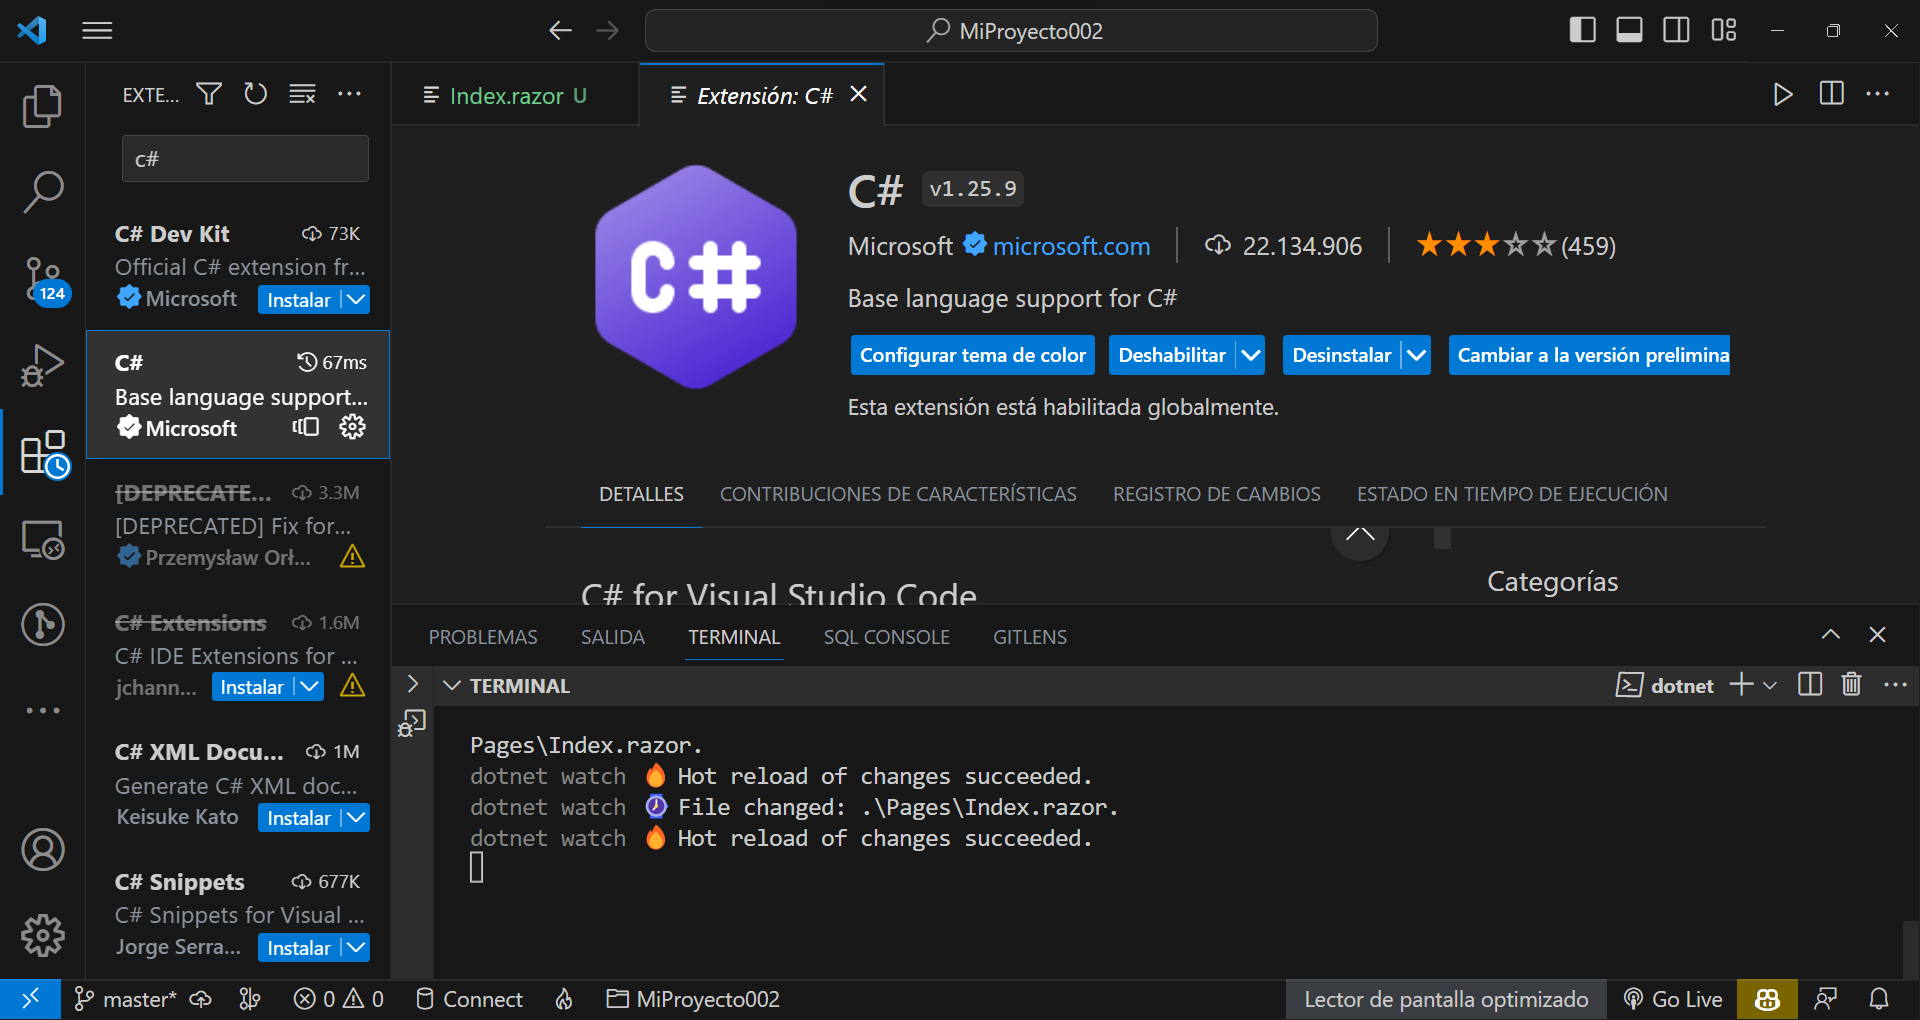 MiProyecto002
EXTE...
c#
C# Dev Kit 73K
Official C# extension fr...
Microsoft Instalar
C# 67ms
Base language support...
Microsoft
[DEPRECATE... 3.3M
[DEPRECATED] Fix for...
Przemysław Orł...
C# Extensions 1.6M
C# IDE Extensions for ...
jchann... Instalar
C# XML Docu... 1M
Generate C# XML doc...
Keisuke Kato Instalar
C# Snippets 677K
C# Snippets for Visual ...
Jorge Serra... Instalar
124
Index.razor U
Extensión: C#
C#
C# v1.25.9
Microsoft microsoft.com 22.134.906 (459)
Base language support for C#
Configurar tema de color Deshabilitar Desinstalar Cambiar a la versión prelimina
Esta extensión está habilitada globalmente.
DETALLES CONTRIBUCIONES DE CARACTERÍSTICAS REGISTRO DE CAMBIOS ESTADO EN TIEMPO DE EJECUCIÓN
C# for Visual Studio Code
Categorías
PROBLEMAS SALIDA TERMINAL SQL CONSOLE GITLENS
TERMINAL dotnet
Pages\Index.razor.
dotnet watch 🔥 Hot reload of changes succeeded.
dotnet watch ⌚ File changed: .\Pages\Index.razor.
dotnet watch 🔥 Hot reload of changes succeeded.
master* 0 0 Connect MiProyecto002 Lector de pantalla optimizado Go Live